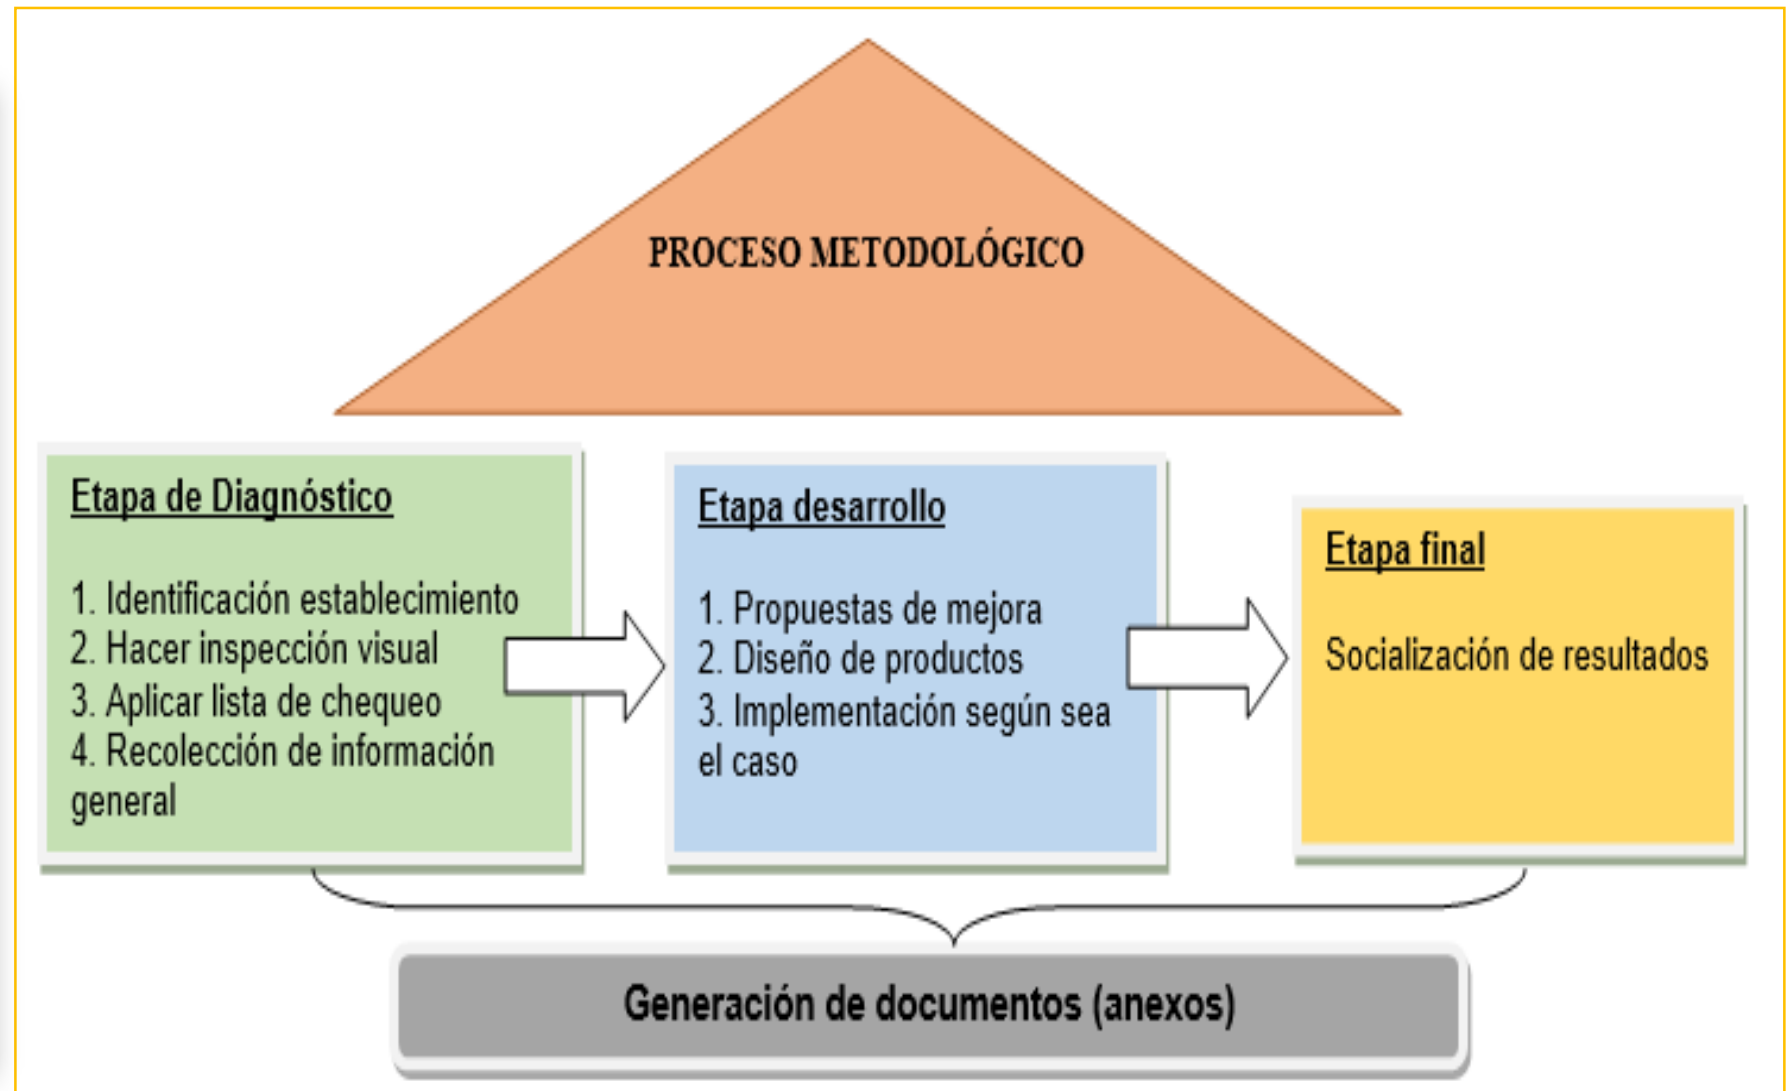 PROCESO METODOLÓGICO
Etapa de Diagnóstico
1. Identificación establecimiento
2. Hacer inspección visual
3. Aplicar lista de chequeo
4. Recolección de información
general
Etapa desarrollo
1. Propuestas de mejora
2. Diseño de productos
3. Implementación según sea
el caso
Etapa final
Socialización de resultados
Generación de documentos (anexos)